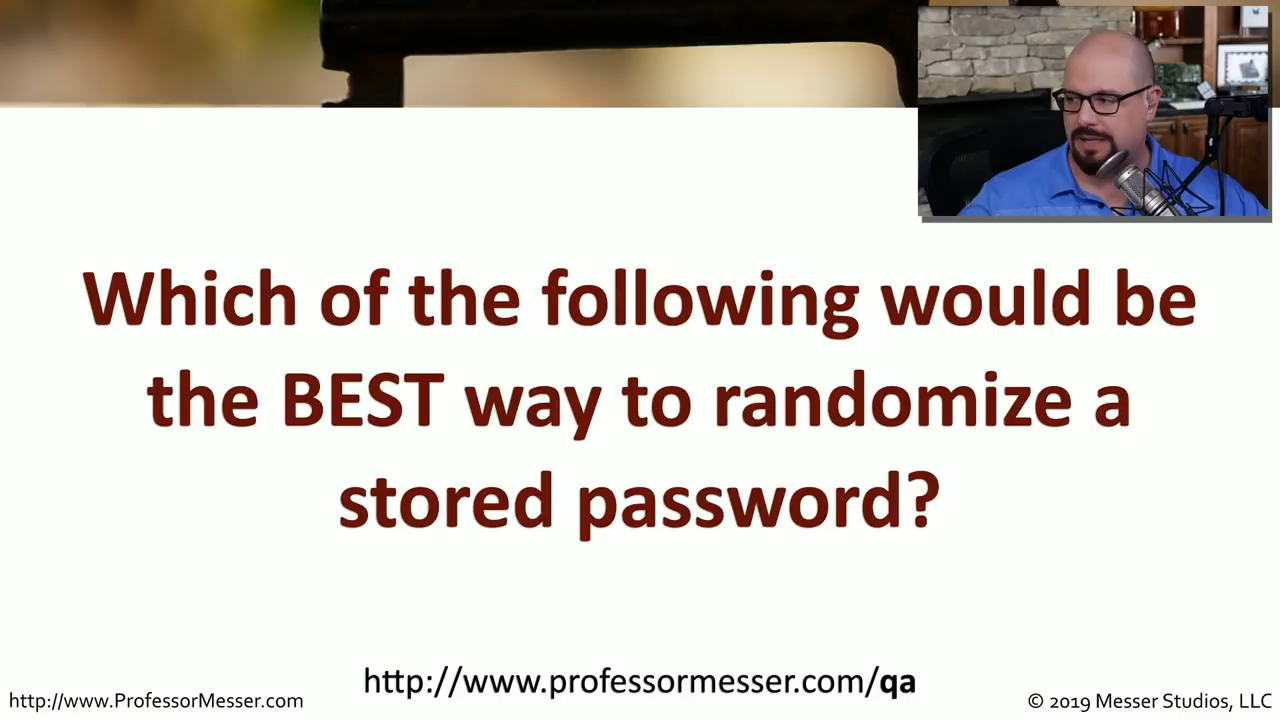 Which of the following would be
the BEST way to randomize a
stored password?
http://www.professormesser.com/qa
http://www.ProfessorMesser.com
© 2019 Messer Studios, LLC